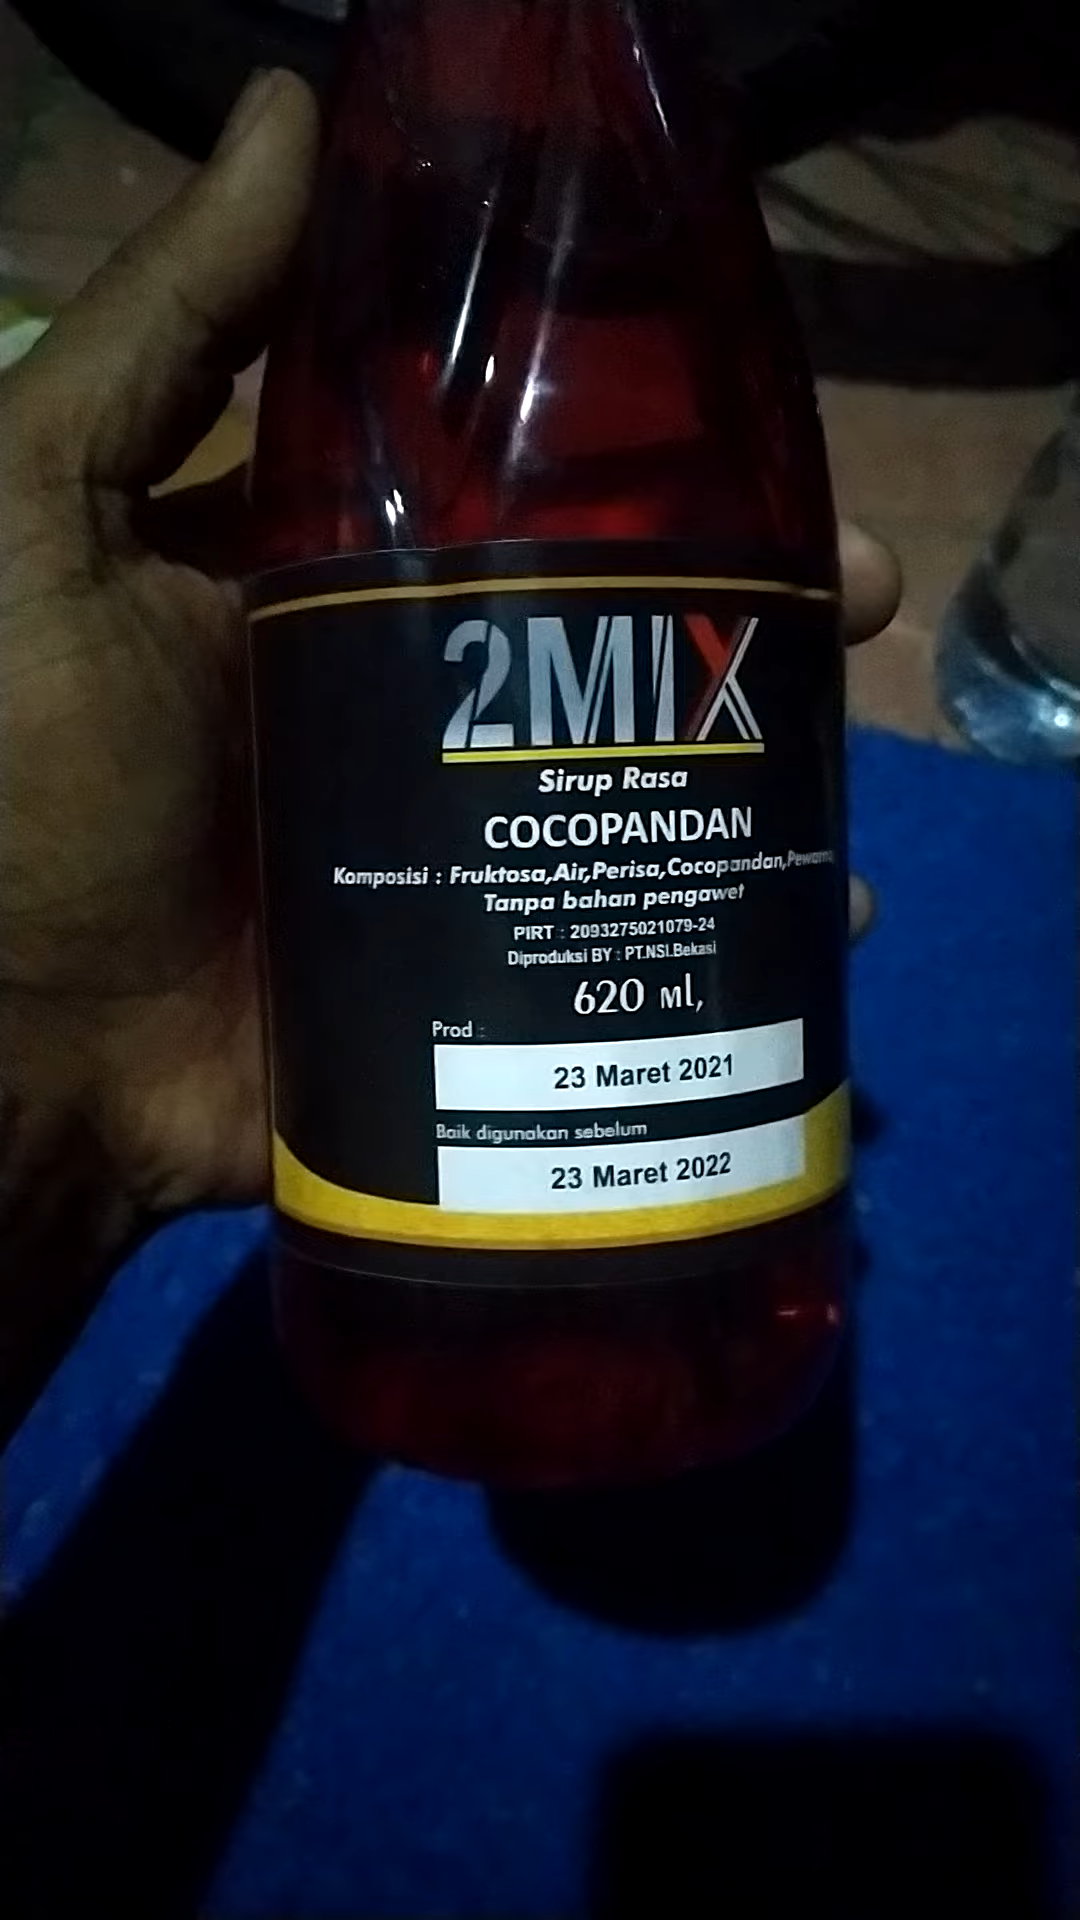 2MIX
Sirup Rasa
COCOPANDAN
Komposisi : Fruktosa,Air,Perisa,Cocopandan,Pewarna
Tanpa bahan pengawet
PIRT : 2093275021079-24
Diproduksi BY : PT.NSI.Bekasi
620 Ml,
Prod :
23 Maret 2021
Baik digunakan sebelum
23 Maret 2022